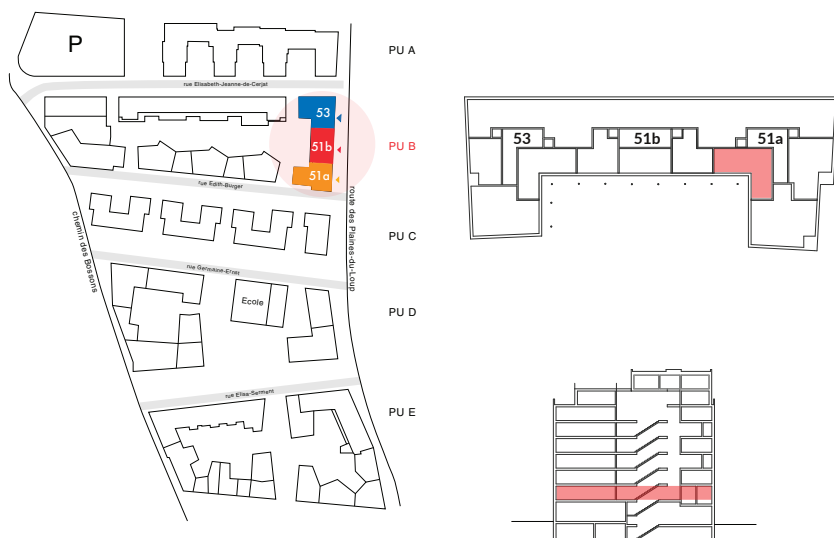 P
PU A
rue Elisabeth-Jeanne-de-Cerjat
53
51b
51a
PU B
rue Edith-Burger
route des Plaines-du-Loup
chemin des Bossons
PU C
rue Germaine-Ernst
Ecole
PU D
rue Elisa-Serment
PU E
53
51b
51a